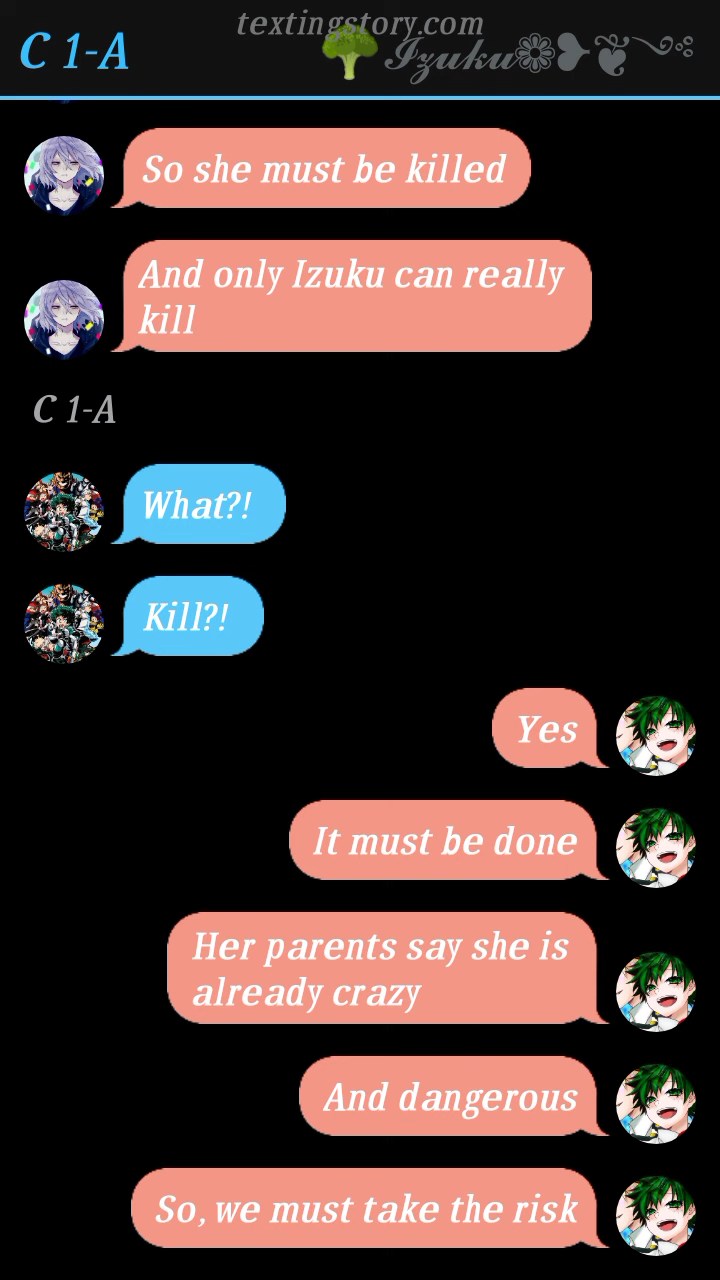 textingstory.com
C 1-A
Izuku
So she must be killed
And only Izuku can really
kill
C 1-A
What?!
Kill?!
Yes
It must be done
Her parents say she is
already crazy
And dangerous
So, we must take the risk